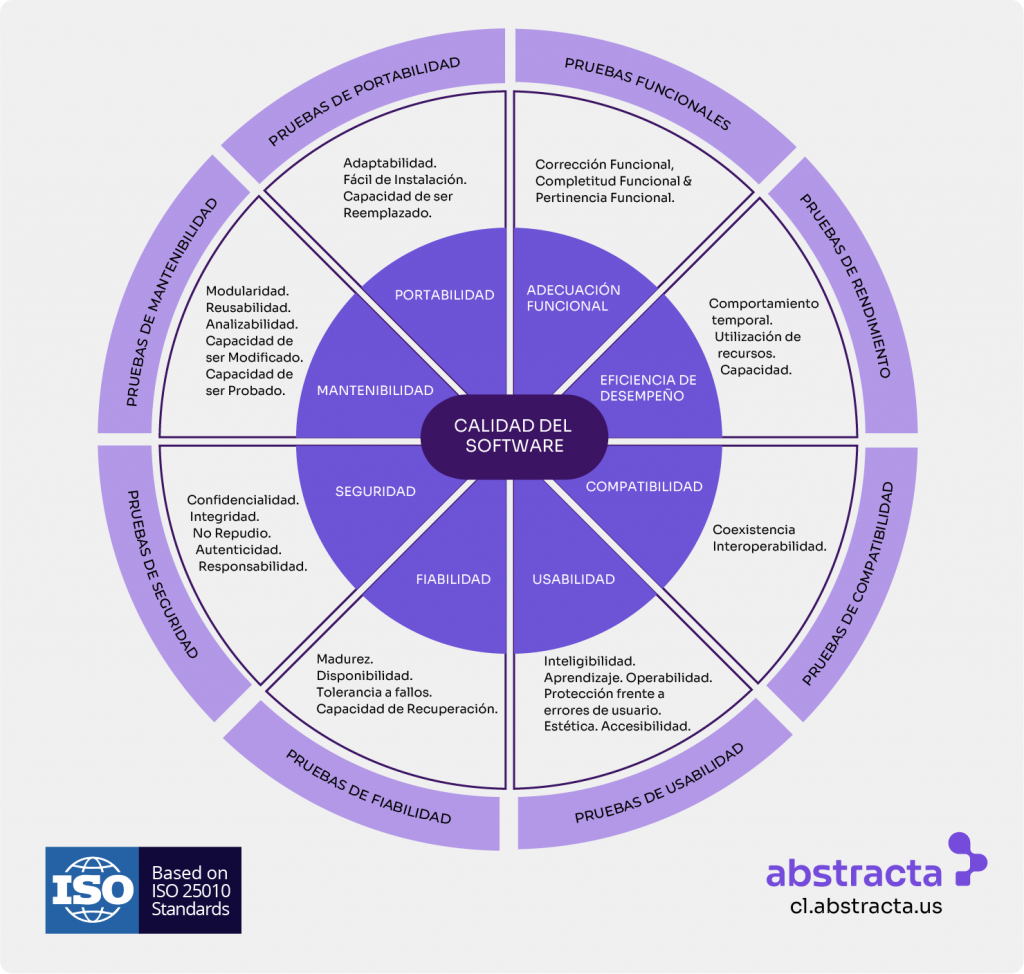 PRUEBAS DE PORTABILIDAD
PRUEBAS FUNCIONALES
PRUEBAS DE MANTENIBILIDAD
PRUEBAS DE RENDIMIENTO
Adaptabilidad.
Fácil de Instalación.
Capacidad de ser
Reemplazado.
Corrección Funcional,
Completitud Funcional &
Pertinencia Funcional.
Modularidad.
Reusabilidad.
Analizabilidad.
Capacidad de
ser Modificado.
Capacidad de
ser Probado.
PORTABILIDAD
ADECUACIÓN
FUNCIONAL
Comportamiento
temporal.
Utilización de
recursos.
Capacidad.
MANTENIBILIDAD
EFICIENCIA DE
DESEMPEÑO
CALIDAD DEL
SOFTWARE
SEGURIDAD
COMPATIBILIDAD
Confidencialidad.
Integridad.
No Repudio.
Autenticidad.
Responsabilidad.
Coexistencia
Interoperabilidad.
FIABILIDAD
USABILIDAD
PRUEBAS DE SEGURIDAD
PRUEBAS DE COMPATIBILIDAD
Madurez.
Disponibilidad.
Tolerancia a fallos.
Capacidad de Recuperación.
Inteligibilidad.
Aprendizaje. Operabilidad.
Protección frente a
errores de usuario.
Estética. Accesibilidad.
PRUEBAS DE FIABILIDAD
PRUEBAS DE USABILIDAD
ISO
Based on
ISO 25010
Standards
abstracta
cl.abstracta.us